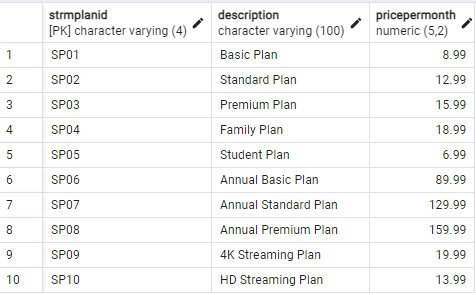 strmplanid description pricepermonth
[PK] character varying (4) character varying (100) numeric (5,2)
1 SP01 Basic Plan 8.99
2 SP02 Standard Plan 12.99
3 SP03 Premium Plan 15.99
4 SP04 Family Plan 18.99
5 SP05 Student Plan 6.99
6 SP06 Annual Basic Plan 89.99
7 SP07 Annual Standard Plan 129.99
8 SP08 Annual Premium Plan 159.99
9 SP09 4K Streaming Plan 19.99
10 SP10 HD Streaming Plan 13.99